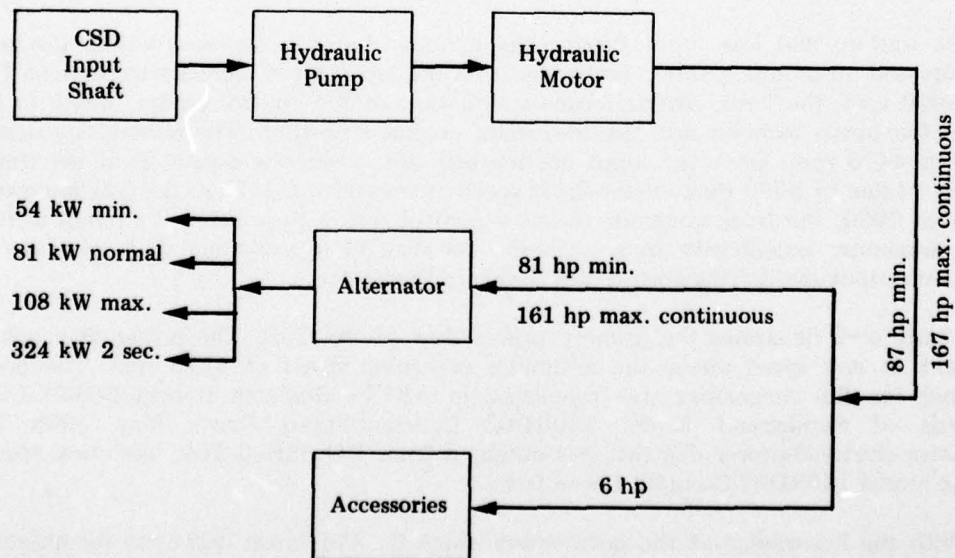 CSD
Input
Shaft
Hydraulic
Pump
Hydraulic
Motor
54 kW min.
81 kW normal
108 kW max.
324 kW 2 sec.
Alternator
81 hp min.
161 hp max. continuous
87 hp min.
167 hp max. continuous
Accessories
6 hp